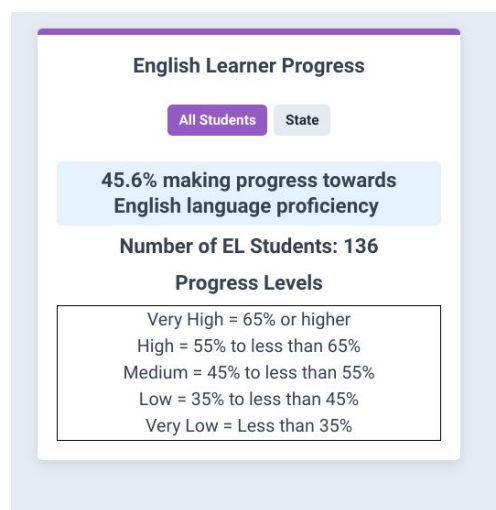 English Learner Progress
All Students State
45.6% making progress towards
English language proficiency
Number of EL Students: 136
Progress Levels
Very High = 65% or higher
High = 55% to less than 65%
Medium = 45% to less than 55%
Low = 35% to less than 45%
Very Low = Less than 35%